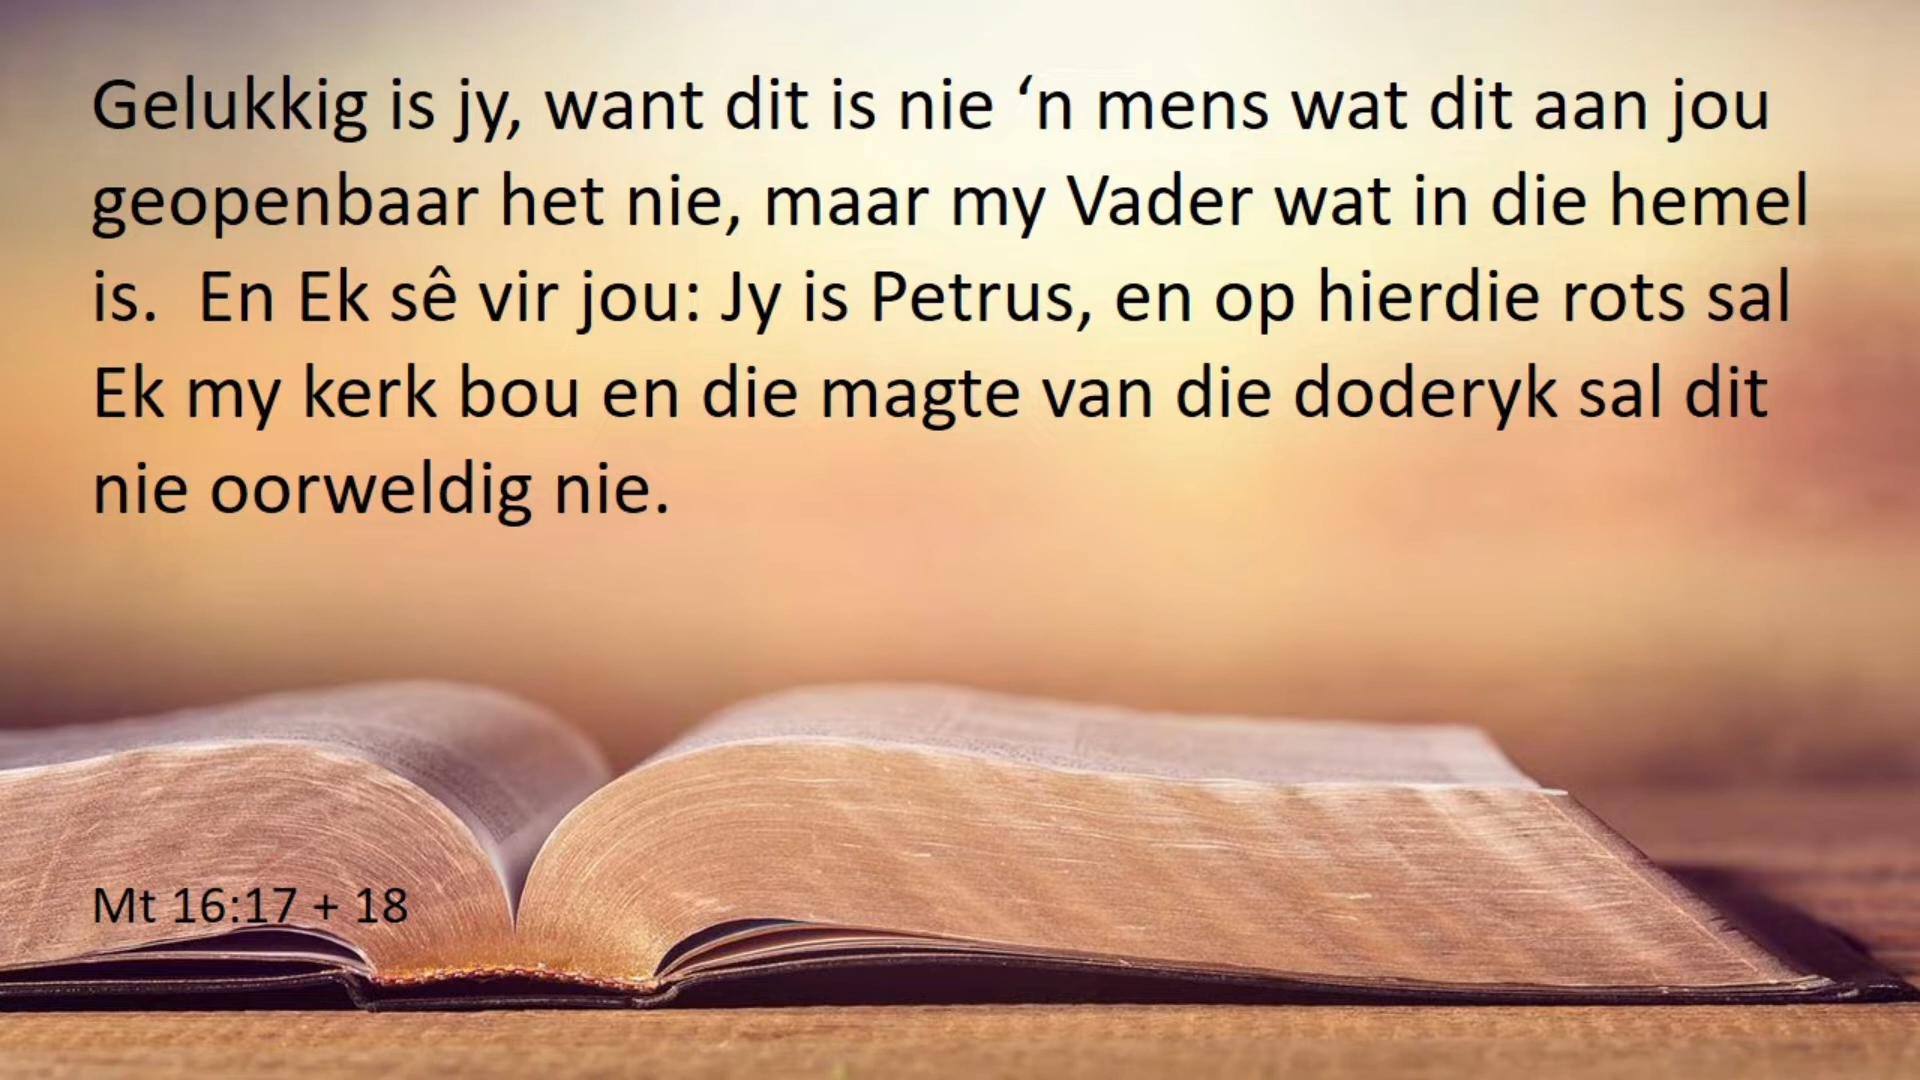 Gelukkig is jy, want dit is nie ‘n mens wat dit aan jou
geopenbaar het nie, maar my Vader wat in die hemel
is.  En Ek sê vir jou: Jy is Petrus, en op hierdie rots sal
Ek my kerk bou en die magte van die doderyk sal dit
nie oorweldig nie.
Mt 16:17 + 18